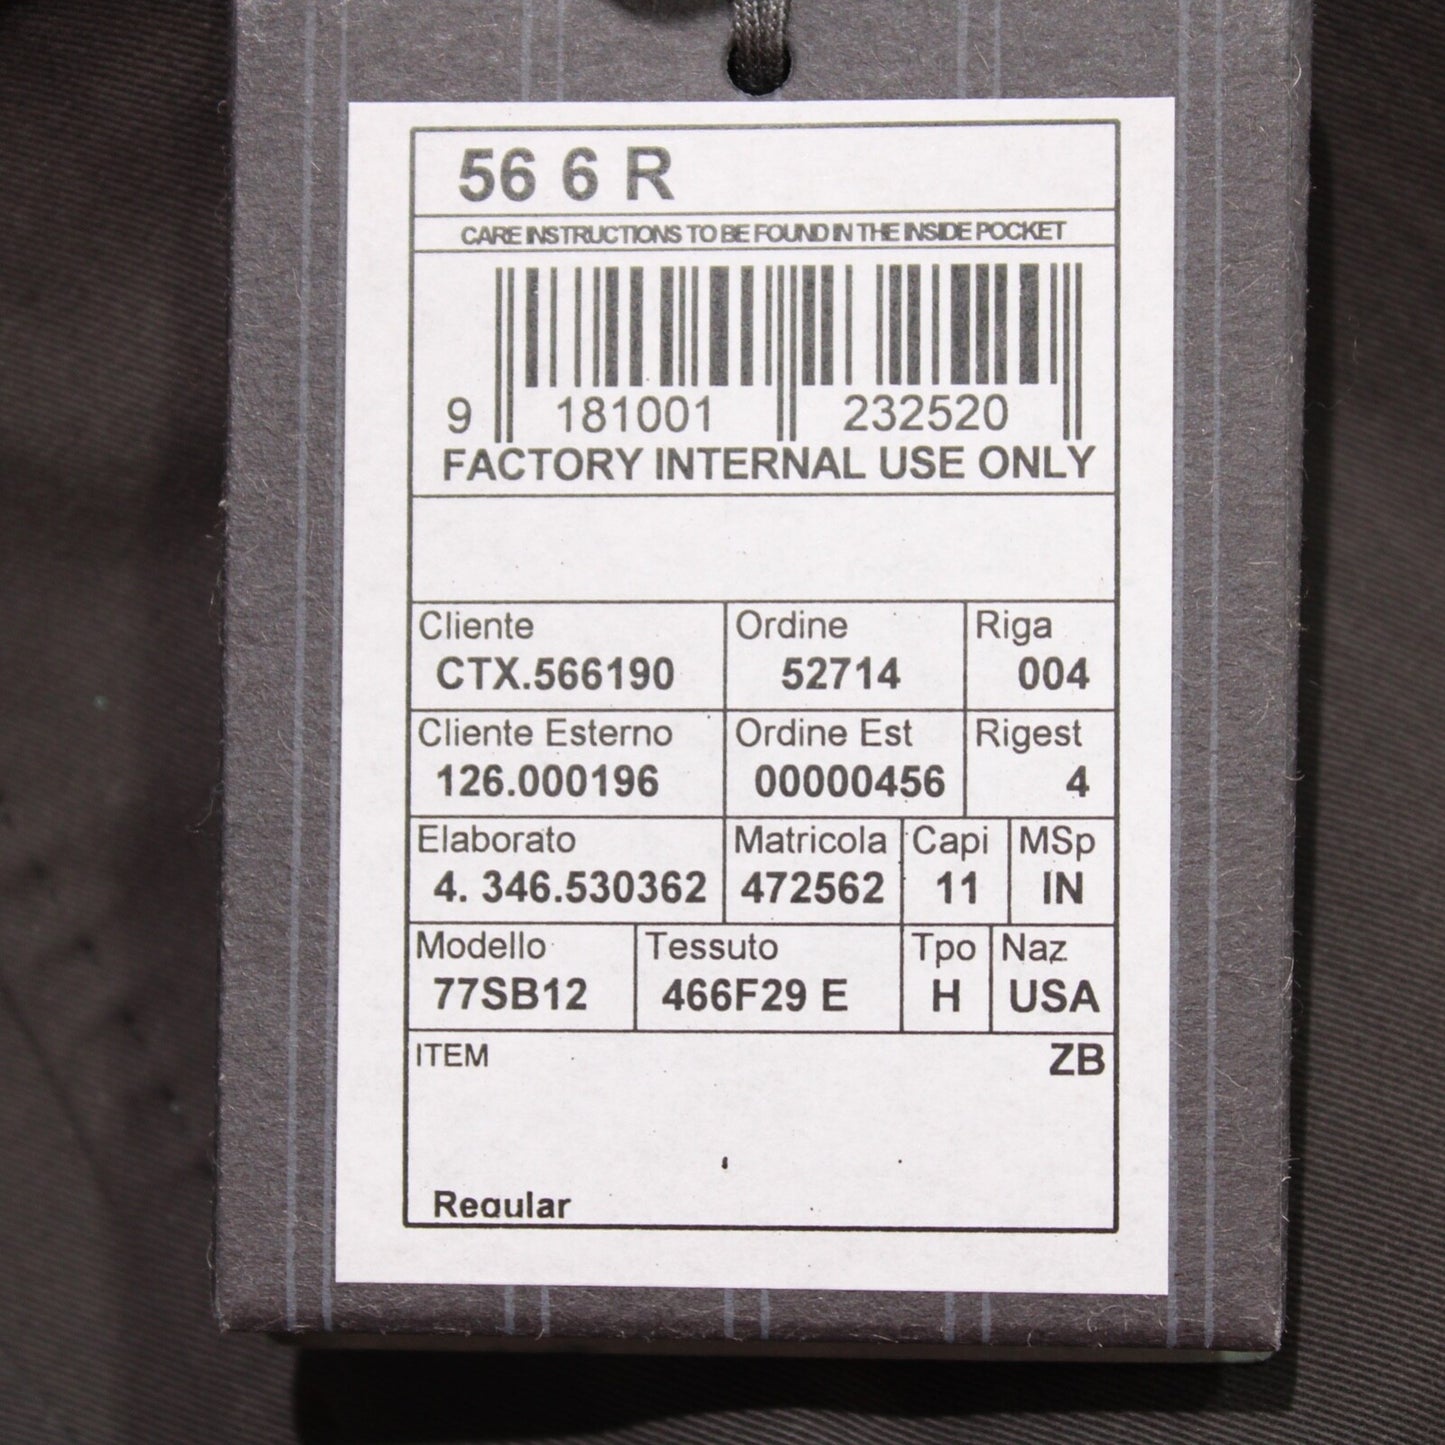 56 6 R
CARE INSTRUCTIONS TO BE FOUND IN THE INSIDE POCKET
9 181001 232520
FACTORY INTERNAL USE ONLY
Cliente Ordine Riga
CTX.566190 52714 004
Cliente Esterno Ordine Est Rigest
126.000196 00000456 4
Elaborato Matricola Capi MSp
4. 346.530362 472562 11 IN
Modello Tessuto Tpo Naz
77SB12 466F29 E H USA
ITEM ZB
Regular